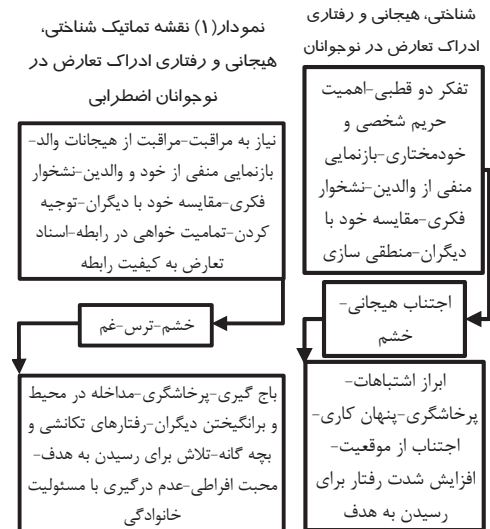 شناختی، هیجانی و رفتاری
ادراک تعارض در نوجوانان
تفکر دو قطبی-اهمیت
حریم شخصی و
خودمختاری-بازنمایی
منفی از والدین-نشخوار
فکری-مقایسه خود با
دیگران-منطقی سازی
اجتناب هیجانی-
خشم
ابراز اشتباهات-
پرخاشگری-پنهان کاری-
اجتناب از موقعیت-
افزایش شدت رفتار برای
رسیدن به هدف
نمودار(۱) نقشه تماتیک شناختی،
هیجانی و رفتاری ادراک تعارض در
نوجوانان اضطرابی
نیاز به مراقبت-مراقبت از هیجانات والد-
بازنمایی منفی از خود و والدین-نشخوار
فکری-مقایسه خود با دیگران-توجیه
کردن-تمامیت خواهی در رابطه-اسناد
تعارض به کیفیت رابطه
خشم-ترس-غم
باج گیری-پرخاشگری-مداخله در محیط
و برانگیختن دیگران-رفتارهای تکانشی و
بچه گانه-تلاش برای رسیدن به هدف-
محبت افراطی-عدم درگیری با مسئولیت
خانوادگی